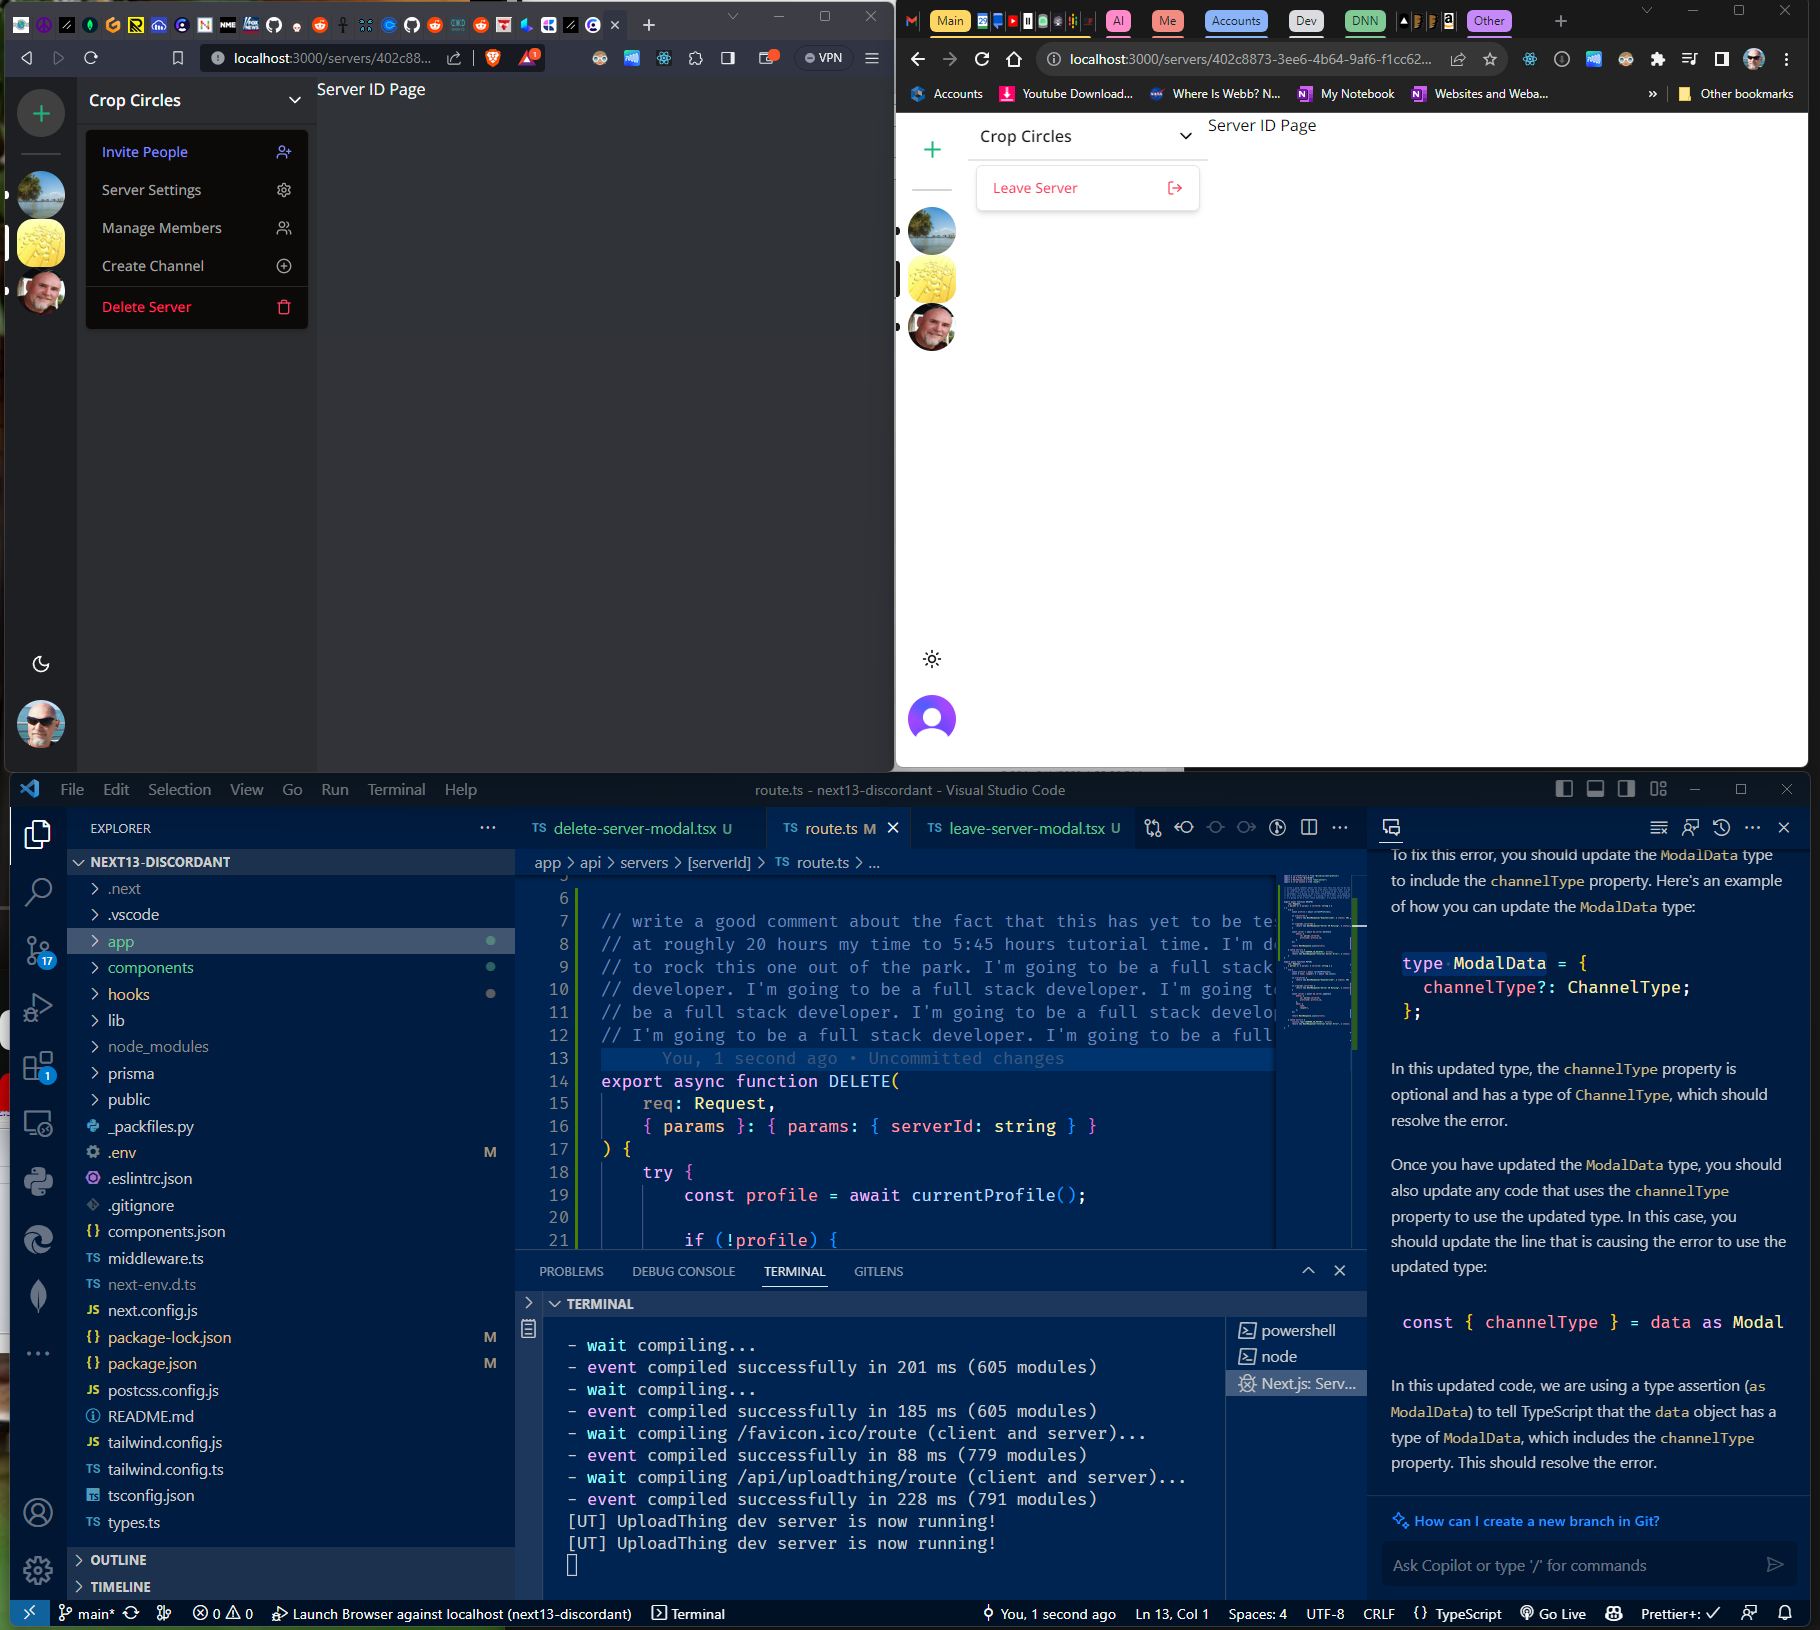 localhost:3000/servers/402c88...
1
VPN
Crop Circles
Server ID Page
Invite People
Server Settings
Manage Members
Create Channel
Delete Server
Main
AI
Me
Accounts
Dev
DNN
Other
localhost:3000/servers/402c8873-3ee6-4b64-9af6-f1cc62...
Accounts
Youtube Download...
Where Is Webb? N...
My Notebook
Websites and Weba...
»
Other bookmarks
Crop Circles
Server ID Page
Leave Server
File Edit Selection View Go Run Terminal Help
route.ts - next13-discordant - Visual Studio Code
EXPLORER
NEXT13-DISCORDANT
.next
.vscode
app
components
hooks
lib
node_modules
prisma
public
_packfiles.py
.env M
.eslintrc.json
.gitignore
components.json
middleware.ts
next-env.d.ts
next.config.js
package-lock.json M
package.json M
postcss.config.js
README.md
tailwind.config.js
tailwind.config.ts
tsconfig.json
types.ts
OUTLINE
TIMELINE
17
1
TS delete-server-modal.tsx U
TS route.ts M
TS leave-server-modal.tsx U
app > api > servers > [serverId] > TS route.ts > ...
6
7 // write a good comment about the fact that this has yet to be te
8 // at roughly 20 hours my time to 5:45 hours tutorial time. I'm d
9 // to rock this one out of the park. I'm going to be a full stack
10 // developer. I'm going to be a full stack developer. I'm going t
11 // be a full stack developer. I'm going to be a full stack develo
12 // I'm going to be a full stack developer. I'm going to be a full
13 You, 1 second ago • Uncommitted changes
14 export async function DELETE(
15 req: Request,
16 { params }: { params: { serverId: string } }
17 ) {
18 try {
19 const profile = await currentProfile();
20
21 if (!profile) {
PROBLEMS DEBUG CONSOLE TERMINAL GITLENS
TERMINAL
- wait compiling...
- event compiled successfully in 201 ms (605 modules)
- wait compiling...
- event compiled successfully in 185 ms (605 modules)
- wait compiling /favicon.ico/route (client and server)...
- event compiled successfully in 88 ms (779 modules)
- wait compiling /api/uploadthing/route (client and server)...
- event compiled successfully in 228 ms (791 modules)
[UT] UploadThing dev server is now running!
[UT] UploadThing dev server is now running!
powershell
node
Next.js: Serv...
To fix this error, you should update the ModalData type
to include the channelType property. Here's an example
of how you can update the ModalData type:
type ModalData = {
channelType?: ChannelType;
};
In this updated type, the channelType property is
optional and has a type of ChannelType, which should
resolve the error.
Once you have updated the ModalData type, you should
also update any code that uses the channelType
property to use the updated type. In this case, you
should update the line that is causing the error to use the
updated type:
const { channelType } = data as Modal
In this updated code, we are using a type assertion (as
ModalData) to tell TypeScript that the data object has a
type of ModalData, which includes the channelType
property. This should resolve the error.
How can I create a new branch in Git?
Ask Copilot or type '/' for commands
main* 0 0 Launch Browser against localhost (next13-discordant) Terminal You, 1 second ago Ln 13, Col 1 Spaces: 4 UTF-8 CRLF {} TypeScript Go Live Prettier+: ✓